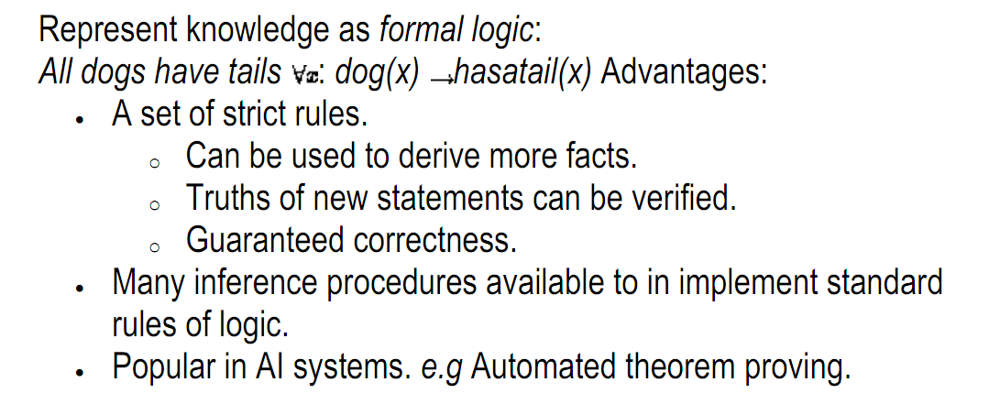 Represent knowledge as formal logic:
All dogs have tails ∀x: dog(x) →hasatail(x) Advantages:
• A set of strict rules.
○ Can be used to derive more facts.
○ Truths of new statements can be verified.
○ Guaranteed correctness.
• Many inference procedures available to in implement standard
rules of logic.
• Popular in AI systems. e.g Automated theorem proving.